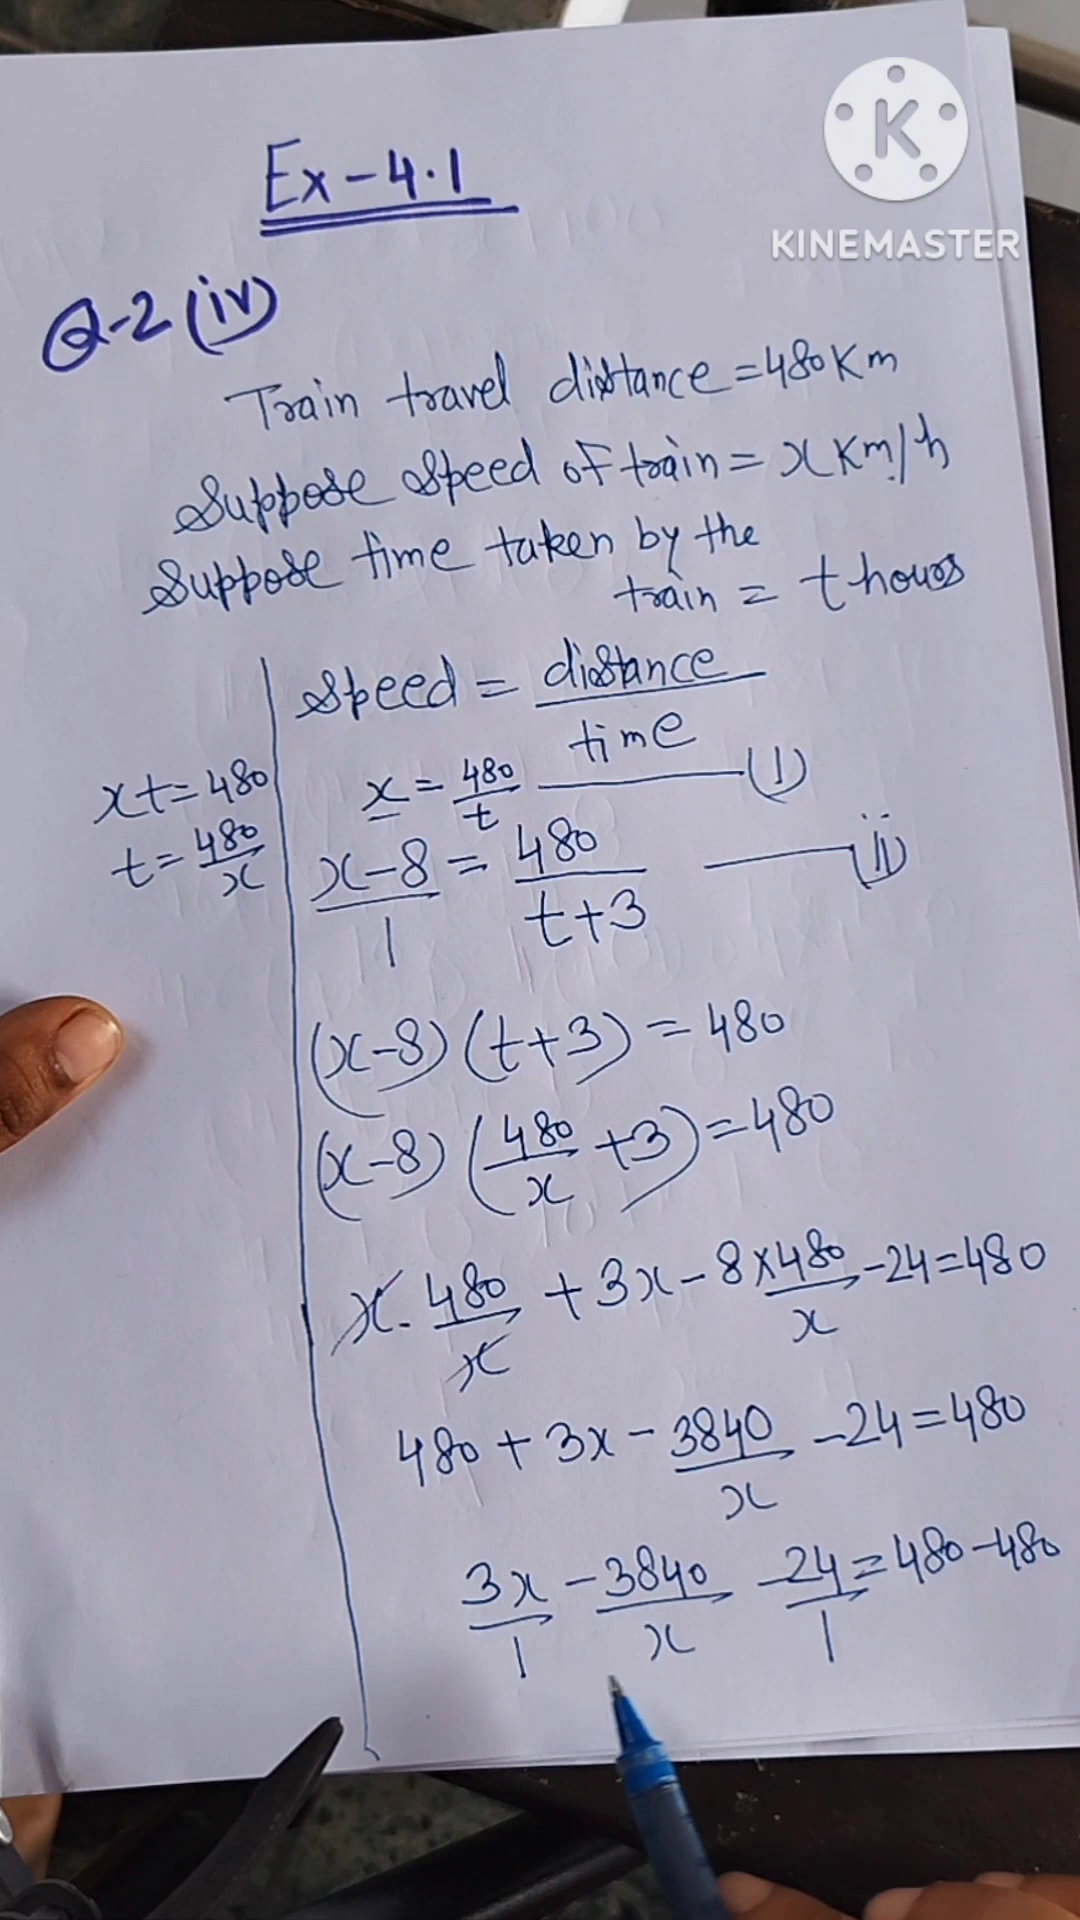 K
KINEMASTER
Ex-4.1
Q-2 (iv)
Train travel distance = 480 Km
Suppose speed of train = x Km/h
Suppose time taken by the
train = t hours
speed = distance / time
x = 480/t ——— (i)
xt = 480
t = 480/x
x-8/1 = 480/t+3 ——— (ii)
(x-8) (t+3) = 480
(x-8) (480/x +3) = 480
x. 480/x + 3x - 8×480/x - 24 = 480
480 + 3x - 3840/x - 24 = 480
3x/1 - 3840/x - 24/1 = 480 - 480